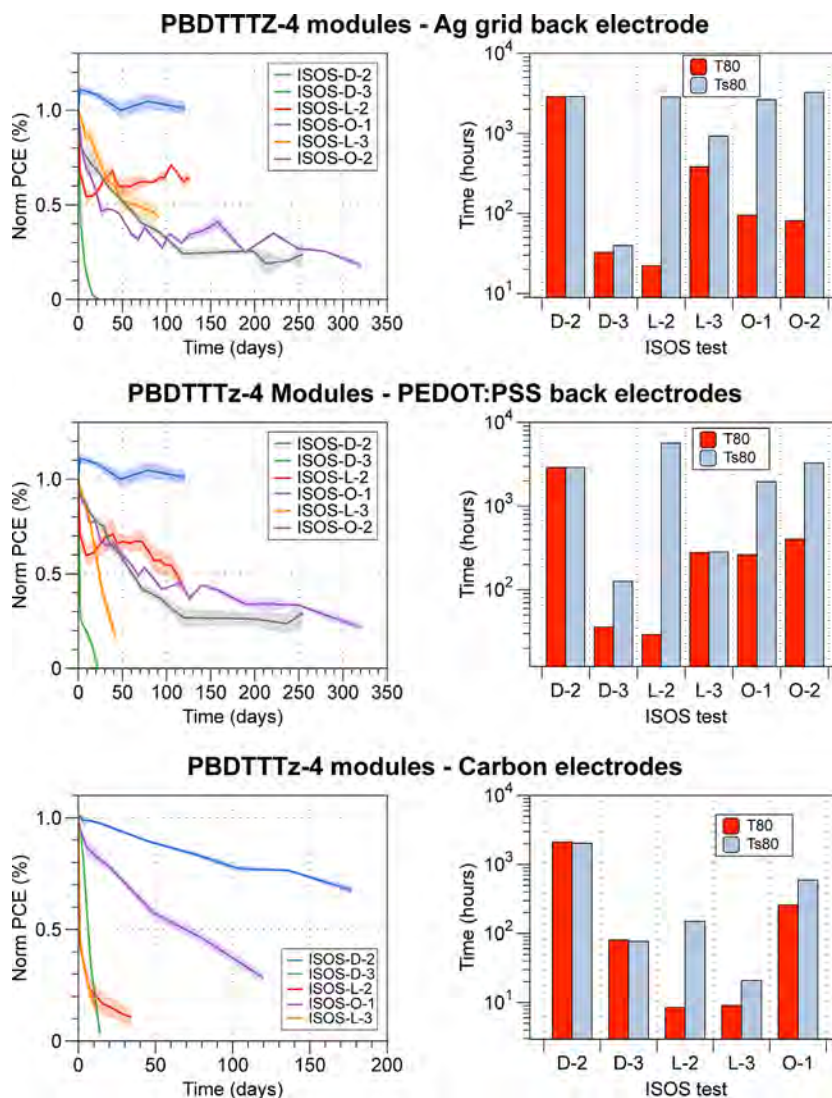 PBDTTTZ-4 modules - Ag grid back electrode
Norm PCE (%)
1.0
0.5
0
0 50 100 150 200 250 300 350
Time (days)
ISOS-D-2
ISOS-D-3
ISOS-L-2
ISOS-O-1
ISOS-L-3
ISOS-O-2
Time (hours)
10^4
10^3
10^2
10^1
T80
Ts80
D-2 D-3 L-2 L-3 O-1 O-2
ISOS test
PBDTTTz-4 Modules - PEDOT:PSS back electrodes
Norm PCE (%)
1.0
0.5
0
0 50 100 150 200 250 300 350
Time (days)
ISOS-D-2
ISOS-D-3
ISOS-L-2
ISOS-O-1
ISOS-L-3
ISOS-O-2
Time (hours)
10^4
10^3
10^2
T80
Ts80
D-2 D-3 L-2 L-3 O-1 O-2
ISOS test
PBDTTTz-4 modules - Carbon electrodes
Norm PCE (%)
1.0
0.5
0
0 50 100 150 200
Time (days)
ISOS-D-2
ISOS-D-3
ISOS-L-2
ISOS-O-1
ISOS-L-3
Time (hours)
10^4
10^3
10^2
10^1
T80
Ts80
D-2 D-3 L-2 L-3 O-1
ISOS test